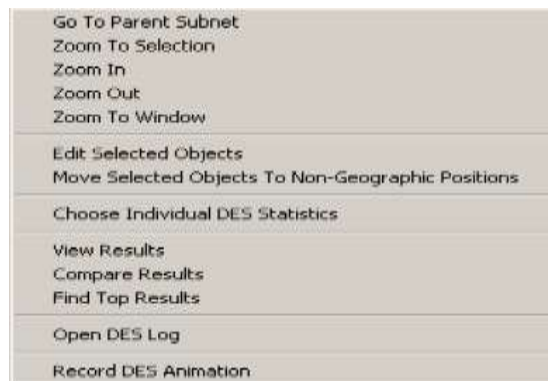 Go To Parent Subnet
Zoom To Selection
Zoom In
Zoom Out
Zoom To Window
Edit Selected Objects
Move Selected Objects To Non-Geographic Positions
Choose Individual DES Statistics
View Results
Compare Results
Find Top Results
Open DES Log
Record DES Animation